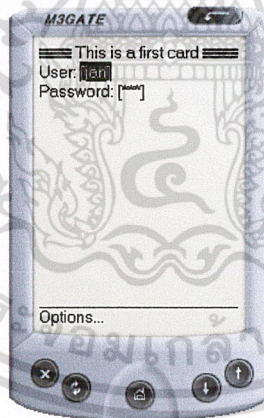 M3GATE
This is a first card
User: [jan]
Password: [***]
Options...